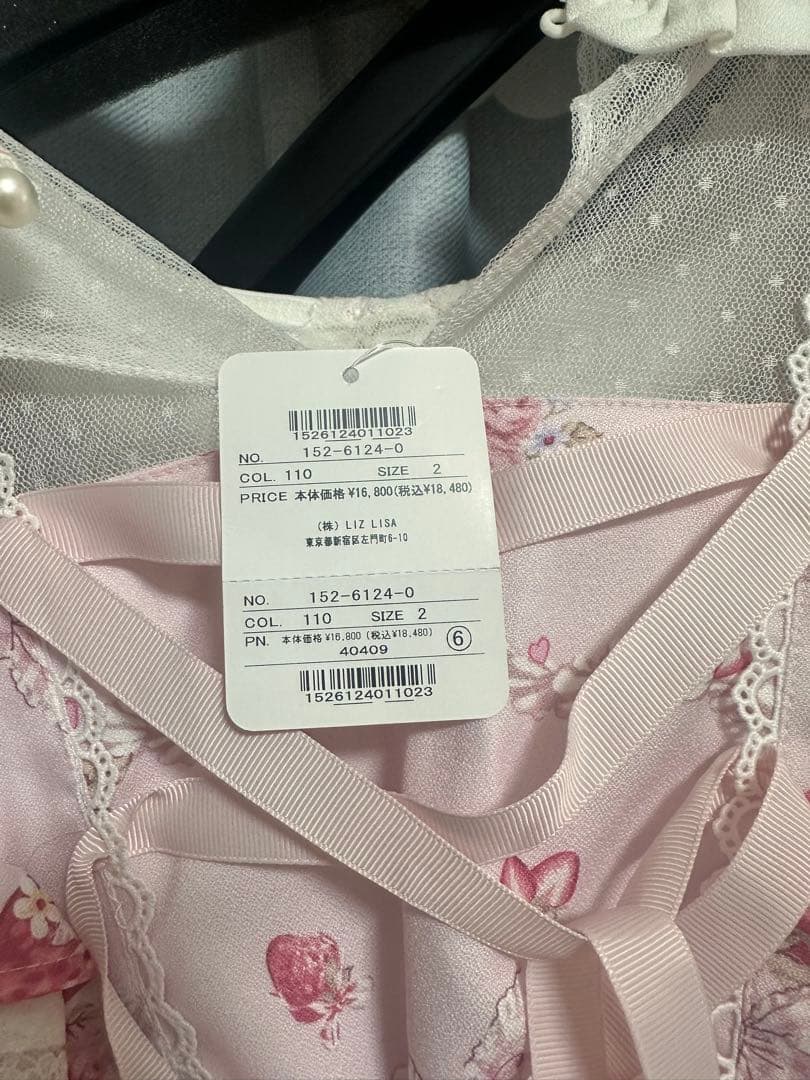 1526124011023
NO. 152-6124-0
COL. 110 SIZE 2
PRICE 本体価格 ¥16,800(税込¥18,480)
(株) LIZ LISA
東京都新宿区左門町6-10
NO. 152-6124-0
COL. 110 SIZE 2
PN. 本体価格 ¥16,800 (税込¥18,480)
40409 ⑥
1526124011023